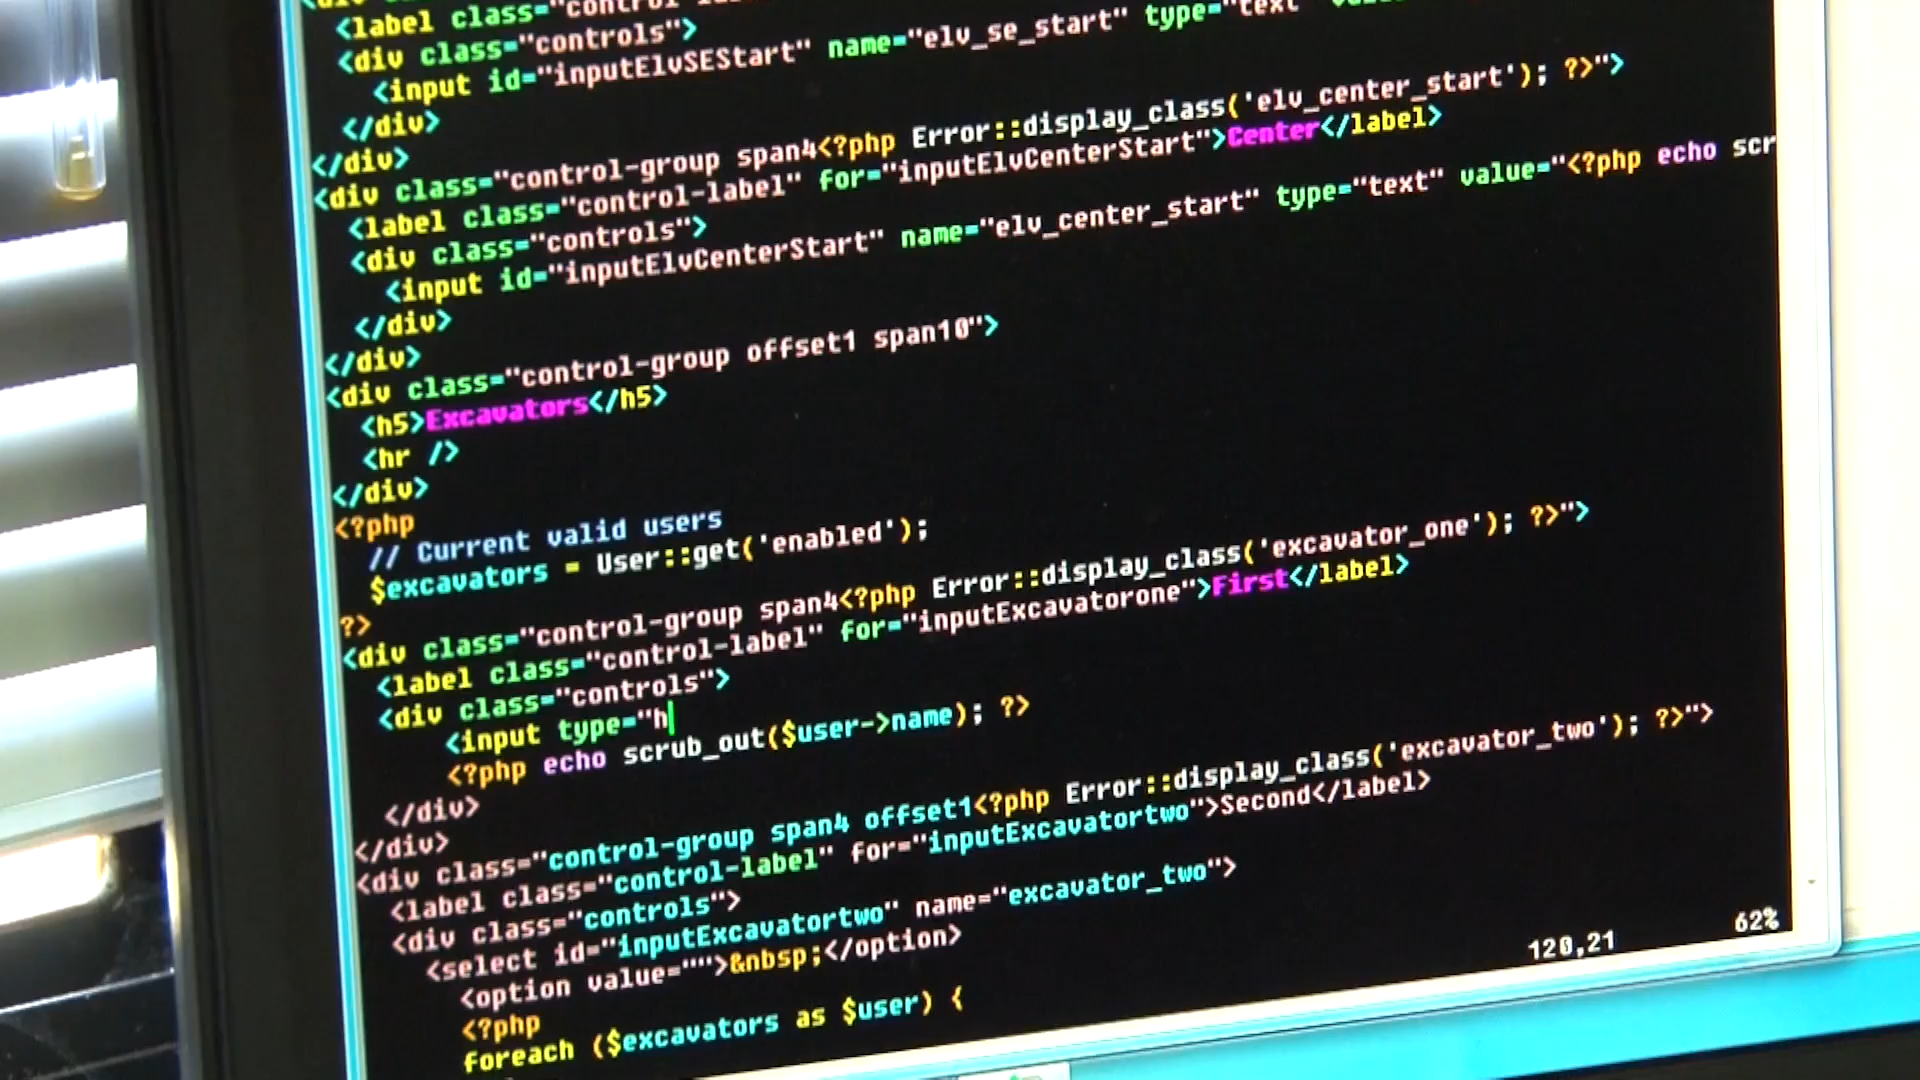 <label class="control
<div class="controls">
<input id="inputElvSEStart" name="elv_se_start" type="text"
</div>
</div>
<div class="control-group span4<?php Error::display_class('elv_center_start'); ?>">
<label class="control-label" for="inputElvCenterStart">Center</label>
<div class="controls">
<input id="inputElvCenterStart" name="elv_center_start" type="text" value="<?php echo scr
</div>
</div>
<div class="control-group offset1 span10">
<h5>Excavators</h5>
<hr />
</div>
<?php
// Current valid users
$excavators = User::get('enabled');
?>
<div class="control-group span4<?php Error::display_class('excavator_one'); ?>">
<label class="control-label" for="inputExcavatorone">First</label>
<div class="controls">
<input type="h
<?php echo scrub_out($user->name); ?>
</div>
</div>
<div class="control-group span4 offset1<?php Error::display_class('excavator_two'); ?>">
<label class="control-label" for="inputExcavatortwo">Second</label>
<div class="controls">
<select id="inputExcavatortwo" name="excavator_two">
<option value="">&nbsp;</option>
<?php
foreach ($excavators as $user) {
120,21 62%